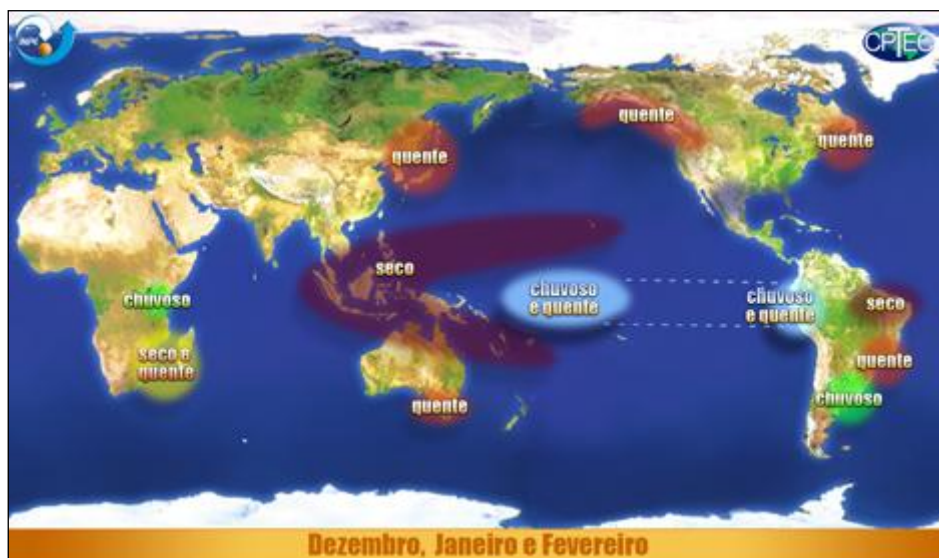 INPE
CPTEC
quente
quente
quente
seco
chuvoso
e quente
chuvoso
e quente
chuvoso
seco
seco e
quente
quente
quente
chuvoso
Dezembro, Janeiro e Fevereiro